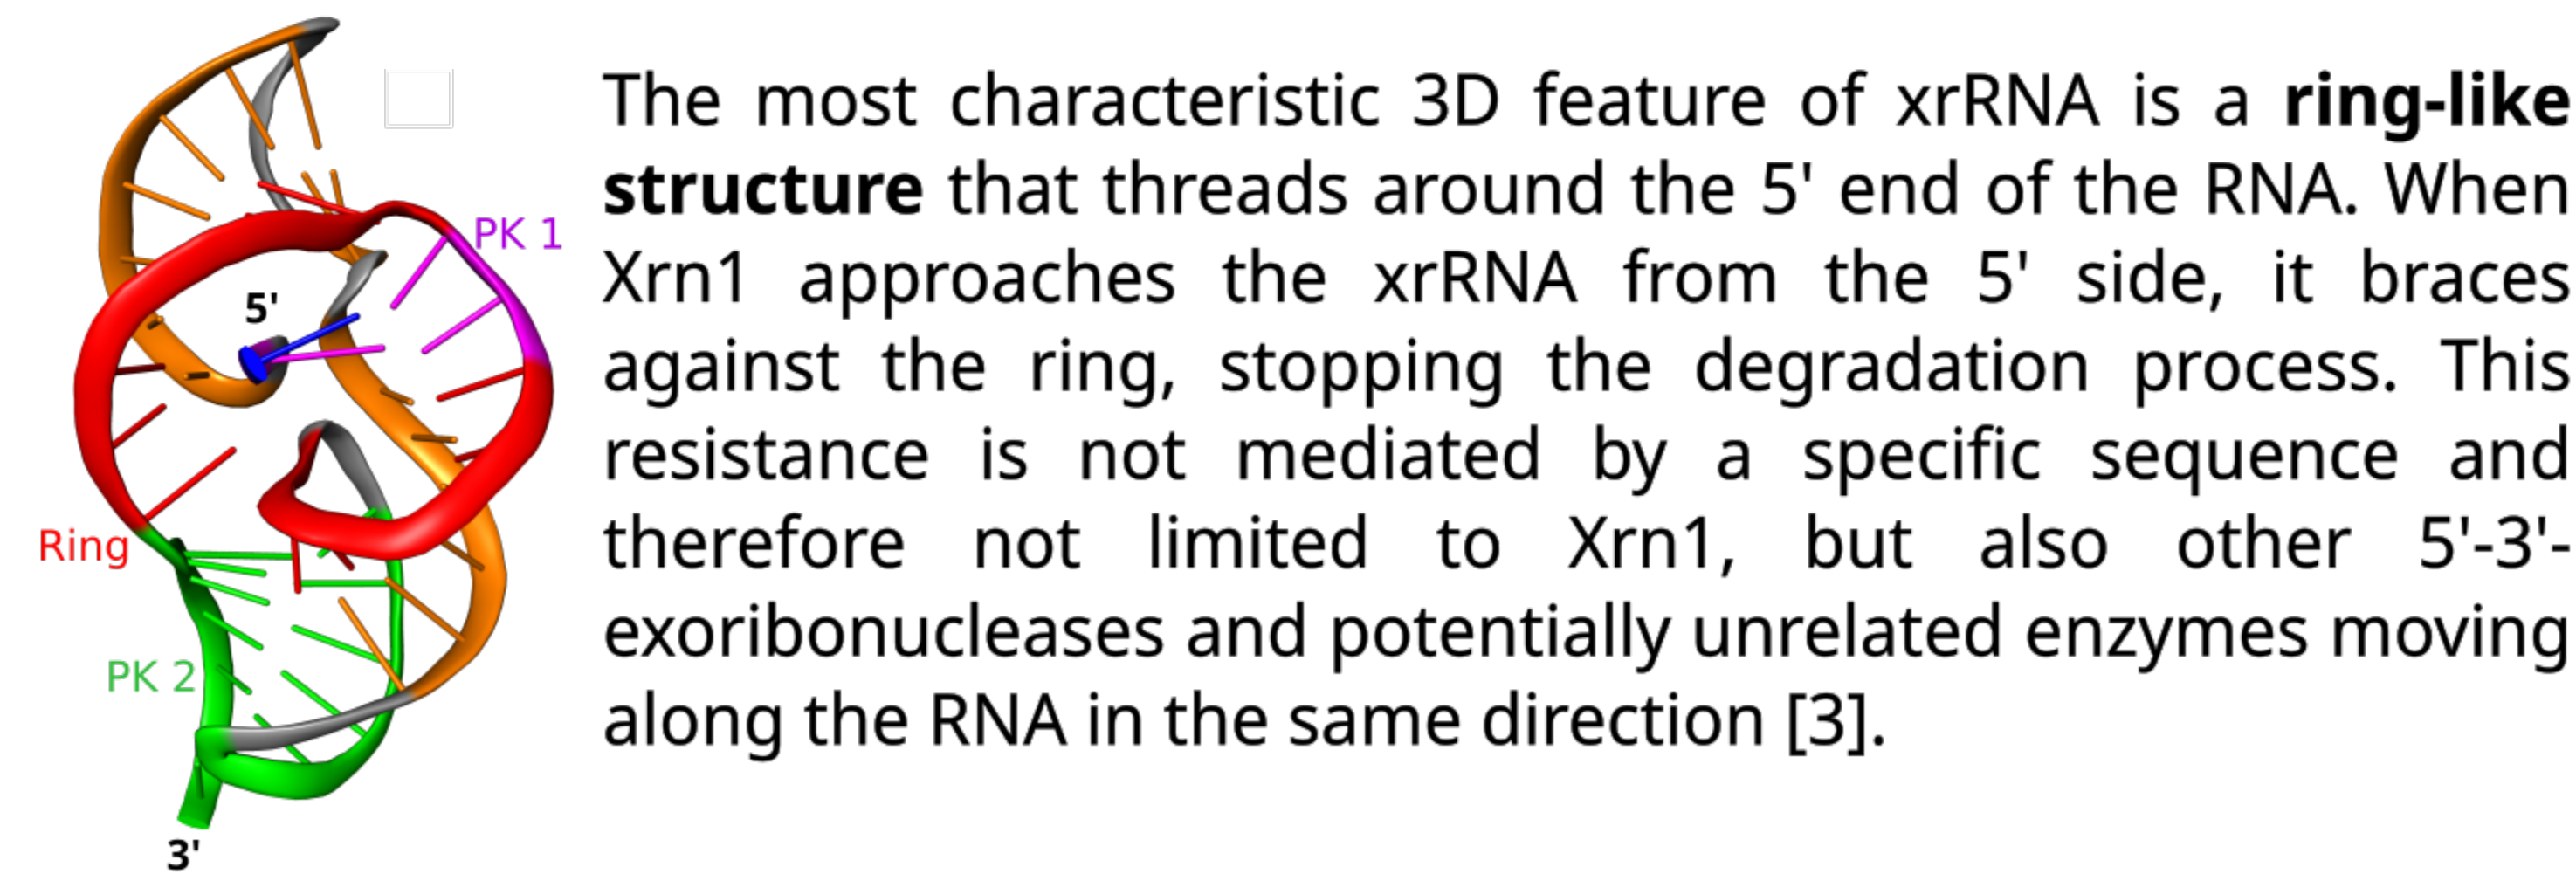 The most characteristic 3D feature of xrRNA is a ring-like
structure that threads around the 5' end of the RNA. When
Xrn1 approaches the xrRNA from the 5' side, it braces
against the ring, stopping the degradation process. This
resistance is not mediated by a specific sequence and
therefore not limited to Xrn1, but also other 5'-3'-
exoribonucleases and potentially unrelated enzymes moving
along the RNA in the same direction [3].
PK 1
5'
Ring
PK 2
3'